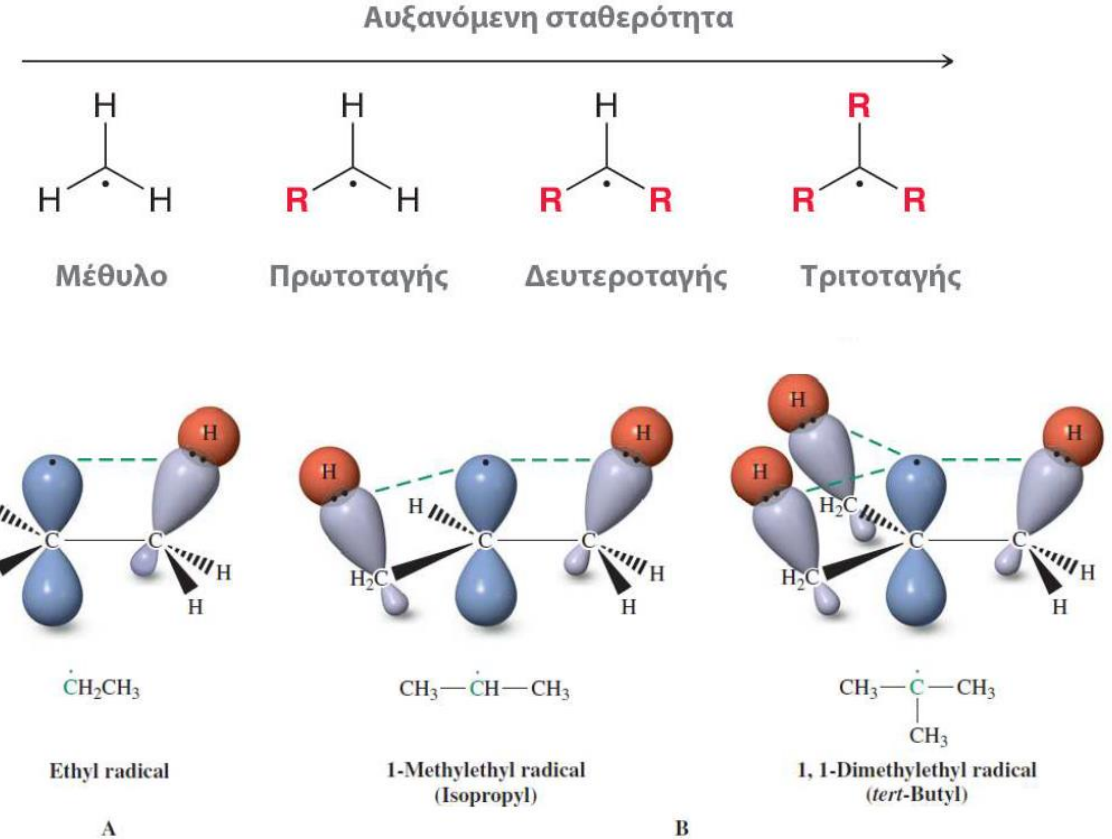 Αυξανόμενη σταθερότητα
H H H R
H H R H R R R R
Μέθυλο Πρωτοταγής Δευτεροταγής Τριτοταγής
H H H H H H
H H₂C
C C H C C C C
H H₂C H H₂C H
H H H
ĊH₂CH₃ CH₃—ĊH—CH₃ CH₃—Ċ—CH₃
CH₃
Ethyl radical 1-Methylethyl radical 1, 1-Dimethylethyl radical
(Isopropyl) (tert-Butyl)
A B